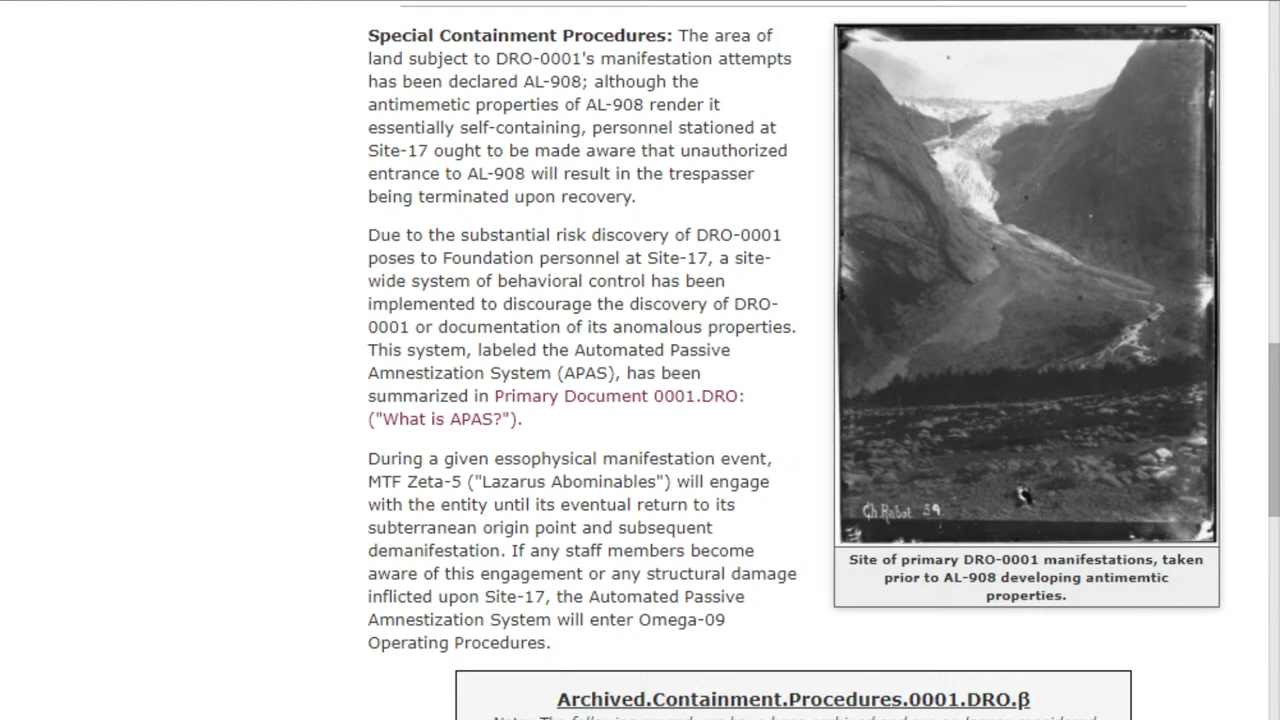 Special Containment Procedures: The area of
land subject to DRO-0001's manifestation attempts
has been declared AL-908; although the
antimemetic properties of AL-908 render it
essentially self-containing, personnel stationed at
Site-17 ought to be made aware that unauthorized
entrance to AL-908 will result in the trespasser
being terminated upon recovery.
Due to the substantial risk discovery of DRO-0001
poses to Foundation personnel at Site-17, a site-
wide system of behavioral control has been
implemented to discourage the discovery of DRO-
0001 or documentation of its anomalous properties.
This system, labeled the Automated Passive
Amnestization System (APAS), has been
summarized in Primary Document 0001.DRO:
("What is APAS?").
During a given essophysical manifestation event,
MTF Zeta-5 ("Lazarus Abominables") will engage
with the entity until its eventual return to its
subterranean origin point and subsequent
demanifestation. If any staff members become
aware of this engagement or any structural damage
inflicted upon Site-17, the Automated Passive
Amnestization System will enter Omega-09
Operating Procedures.
Ch.Rabot 59
Site of primary DRO-0001 manifestations, taken
prior to AL-908 developing antimemtic
properties.
Archived.Containment.Procedures.0001.DRO.β